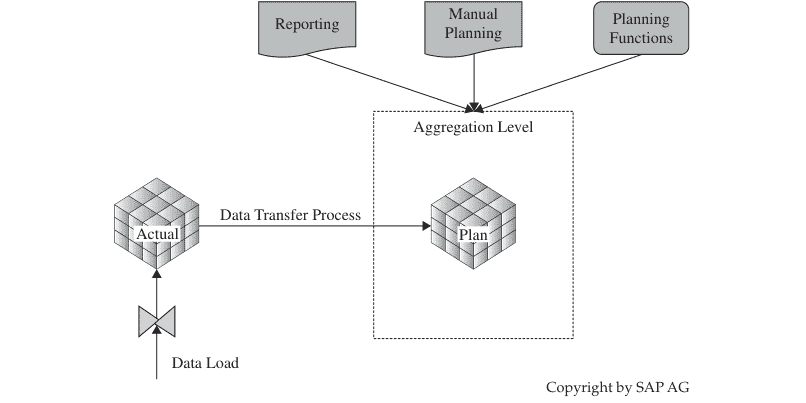 Reporting
Manual
Planning
Planning
Functions
Aggregation Level
Data Transfer Process
Actual
Plan
Data Load
Copyright by SAP AG